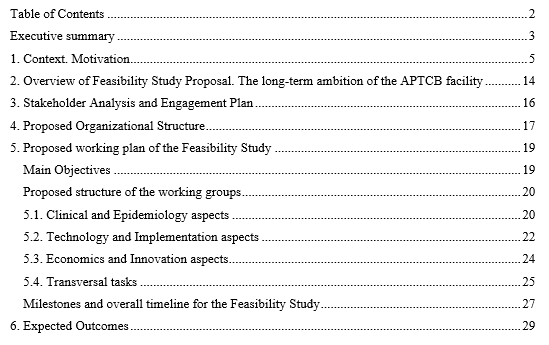 Table of Contents ..... 2
Executive summary ..... 3
1. Context. Motivation ..... 5
2. Overview of Feasibility Study Proposal. The long-term ambition of the APTCB facility ..... 14
3. Stakeholder Analysis and Engagement Plan ..... 16
4. Proposed Organizational Structure ..... 17
5. Proposed working plan of the Feasibility Study ..... 19
Main Objectives ..... 19
Proposed structure of the working groups ..... 20
5.1. Clinical and Epidemiology aspects ..... 20
5.2. Technology and Implementation aspects ..... 22
5.3. Economics and Innovation aspects ..... 24
5.4. Transversal tasks ..... 25
Milestones and overall timeline for the Feasibility Study ..... 27
6. Expected Outcomes ..... 29